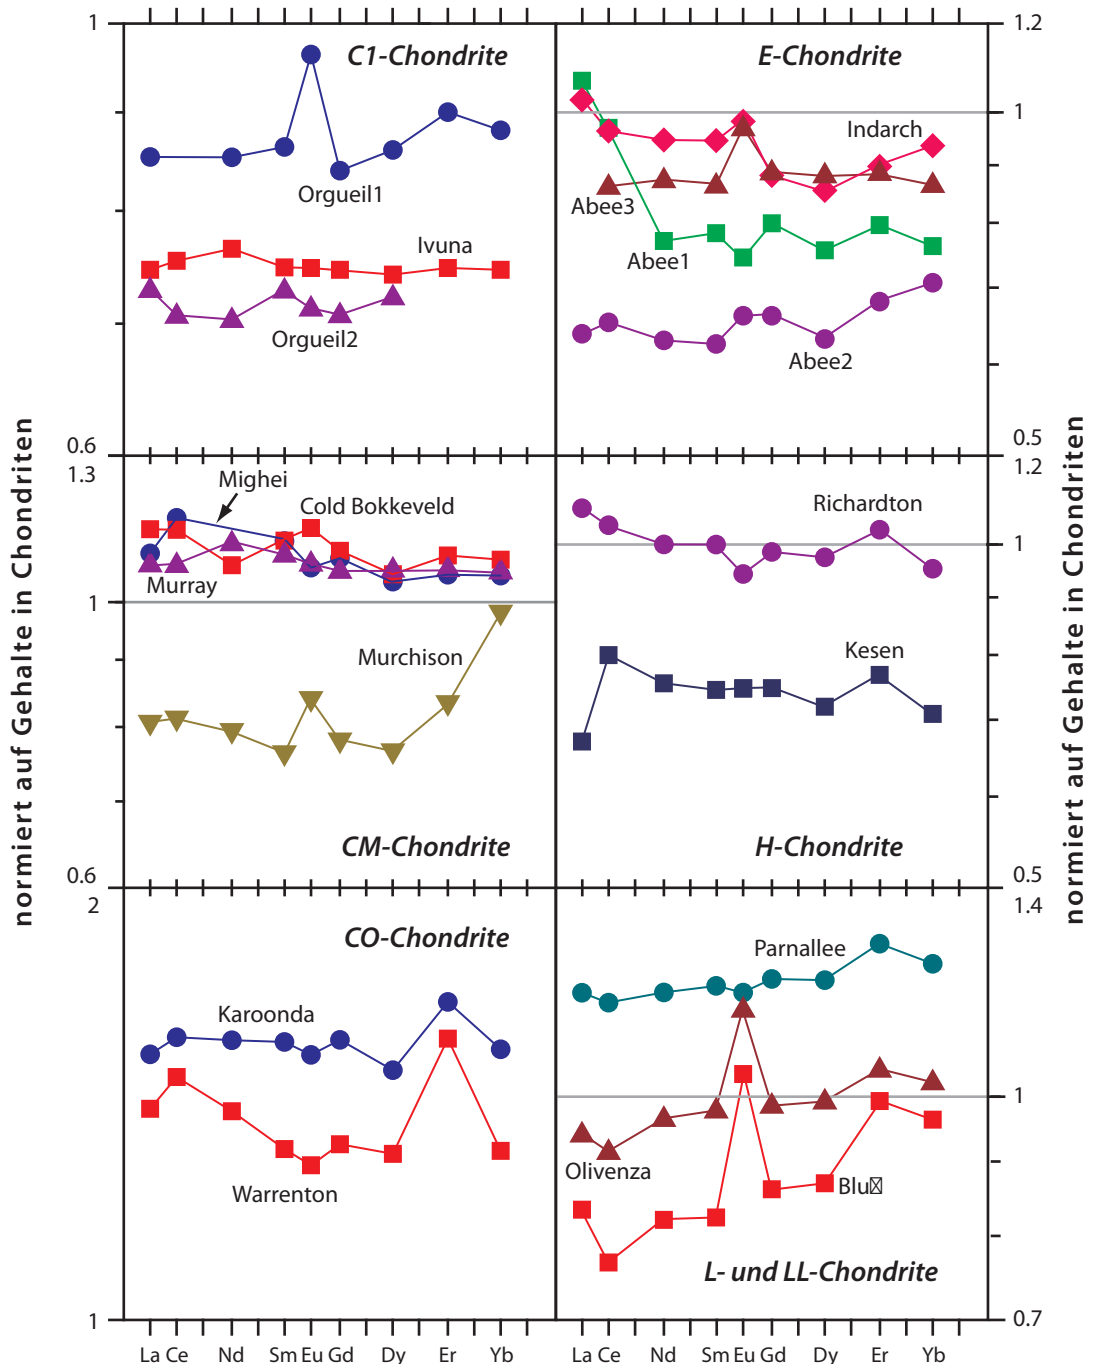 1
1.2
C1-Chondrite
E-Chondrite
1
Indarch
Orgueil1
Abee3
Ivuna
Abee1
Orgueil2
Abee2
0.6
0.5
1.3
1.2
Mighei
Cold Bokkeveld
Richardton
1
Murray
1
Murchison
Kesen
CM-Chondrite
H-Chondrite
0.6
0.5
2
1.4
CO-Chondrite
Parnallee
Karoonda
1
Olivenza
Warrenton
L- und LL-Chondrite
1
0.7
La Ce Nd Sm Eu Gd Dy Er Yb
La Ce Nd Sm Eu Gd Dy Er Yb
normiert auf Gehalte in Chondriten
normiert auf Gehalte in Chondriten